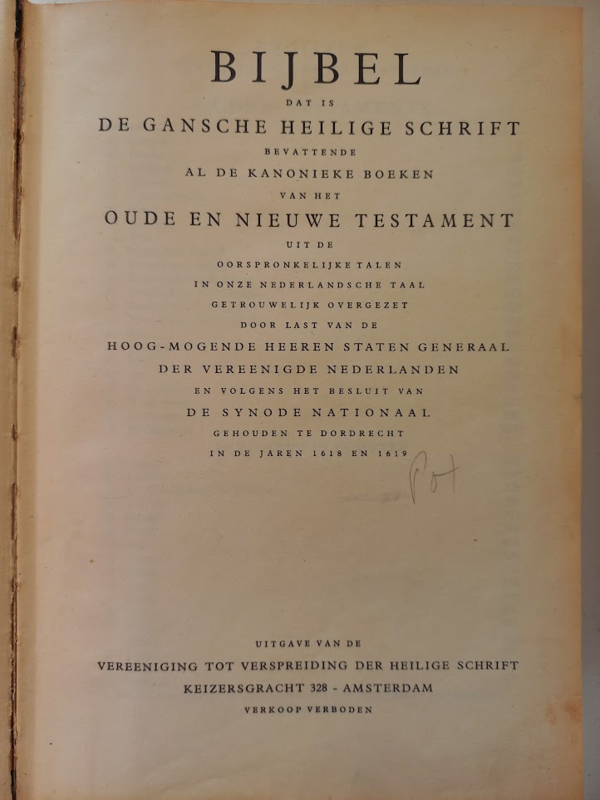 BIJBEL
DAT IS
DE GANSCHE HEILIGE SCHRIFT
BEVATTENDE
AL DE KANONIEKE BOEKEN
VAN HET
OUDE EN NIEUWE TESTAMENT
UIT DE
OORSPRONKELIJKE TALEN
IN ONZE NEDERLANDSCHE TAAL
GETROUWELIJK OVERGEZET
DOOR LAST VAN DE
HOOG-MOGENDE HEEREN STATEN GENERAAL
DER VEREENIGDE NEDERLANDEN
EN VOLGENS HET BESLUIT VAN
DE SYNODE NATIONAAL
GEHOUDEN TE DORDRECHT
IN DE JAREN 1618 EN 1619
UITGAVE VAN DE
VEREENIGING TOT VERSPREIDING DER HEILIGE SCHRIFT
KEIZERSGRACHT 328 - AMSTERDAM
VERKOOP VERBODEN